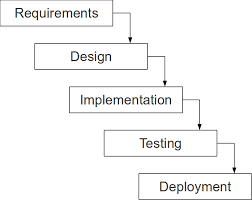 Requirements
Design
Implementation
Testing
Deployment